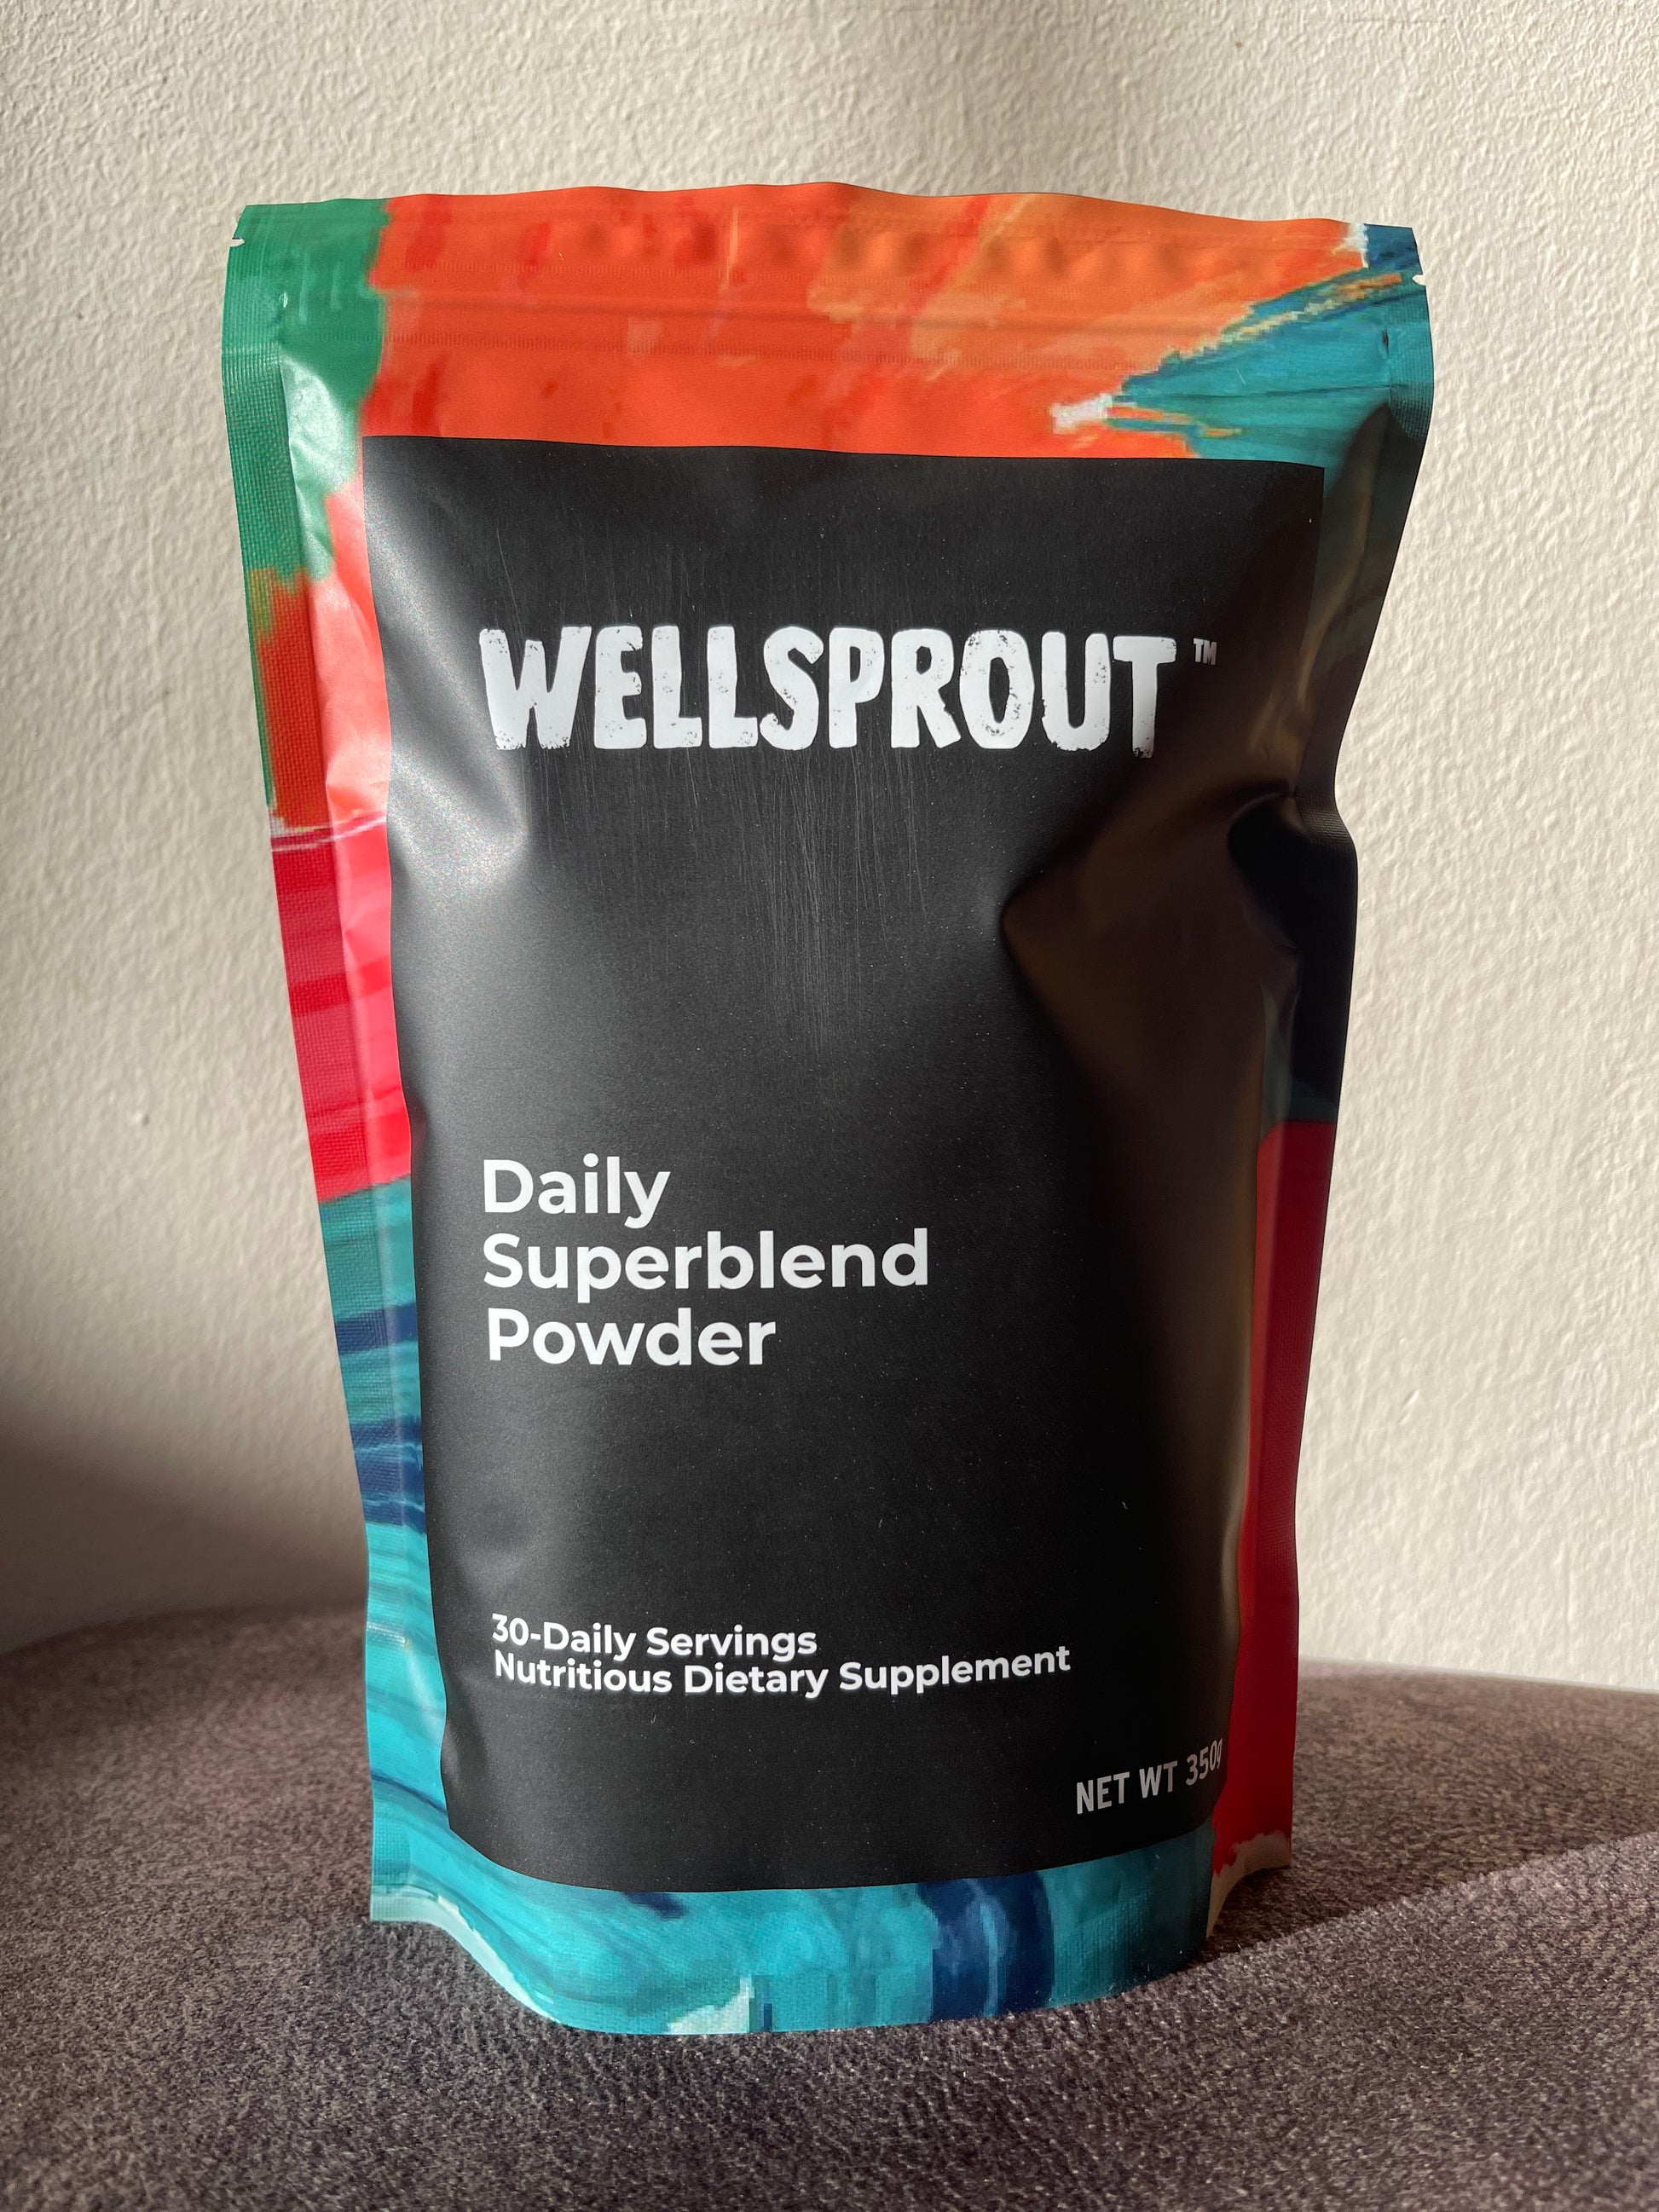 WELLSPROUT™
Daily
Superblend
Powder
30-Daily Servings
Nutritious Dietary Supplement
NET WT 350g